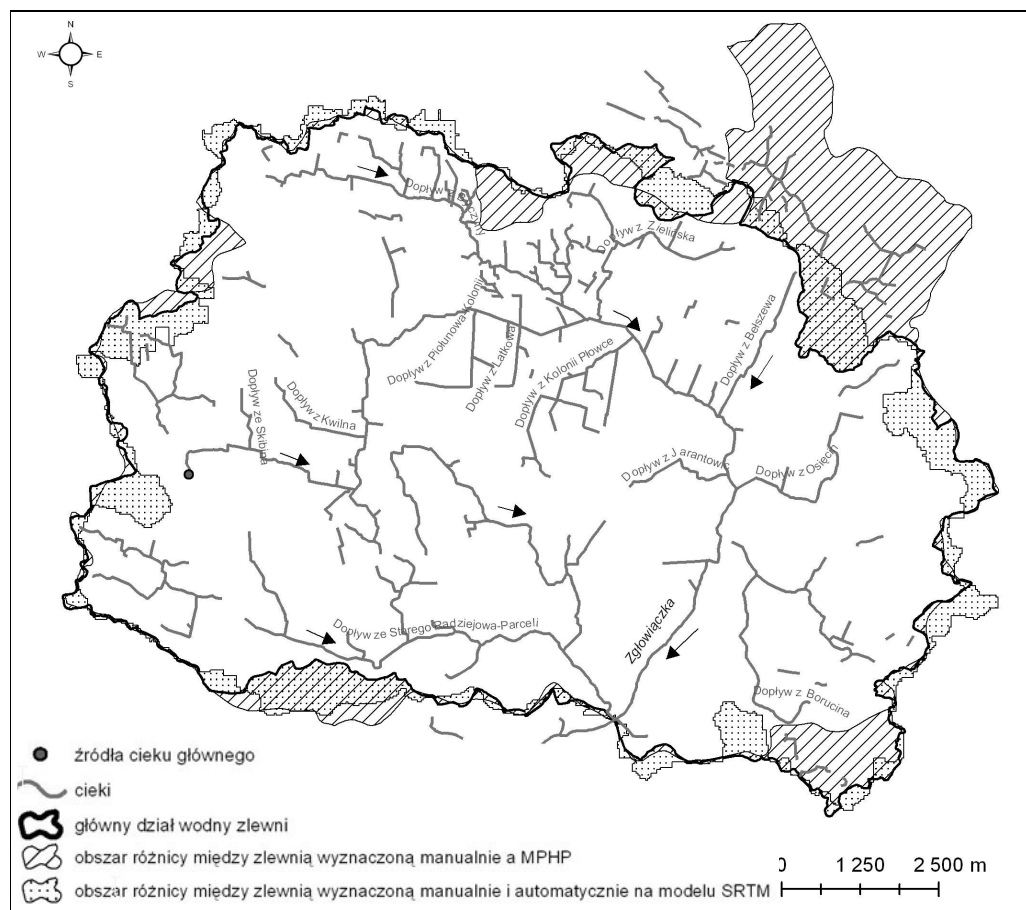 N
W E
S
Dopływ z
Dopływ z Zielińska
Dopływ z Piołunowa-Kolonii
Dopływ z Łatkowa
Dopływ z Kolonii Płowce
Dopływ z Bełszewa
Dopływ ze Skibina
Dopływ z Kwilna
Dopływ z Jarantowic
Dopływ z Osięcin
Dopływ ze Starego Radziejowa-Parceli
Zgłowiączka
Dopływ z Borucina
źródła cieku głównego
cieki
główny dział wodny zlewni
obszar różnicy między zlewnią wyznaczoną manualnie a MPHP
obszar różnicy między zlewnią wyznaczoną manualnie i automatycznie na modelu SRTM
0 1 250 2 500 m